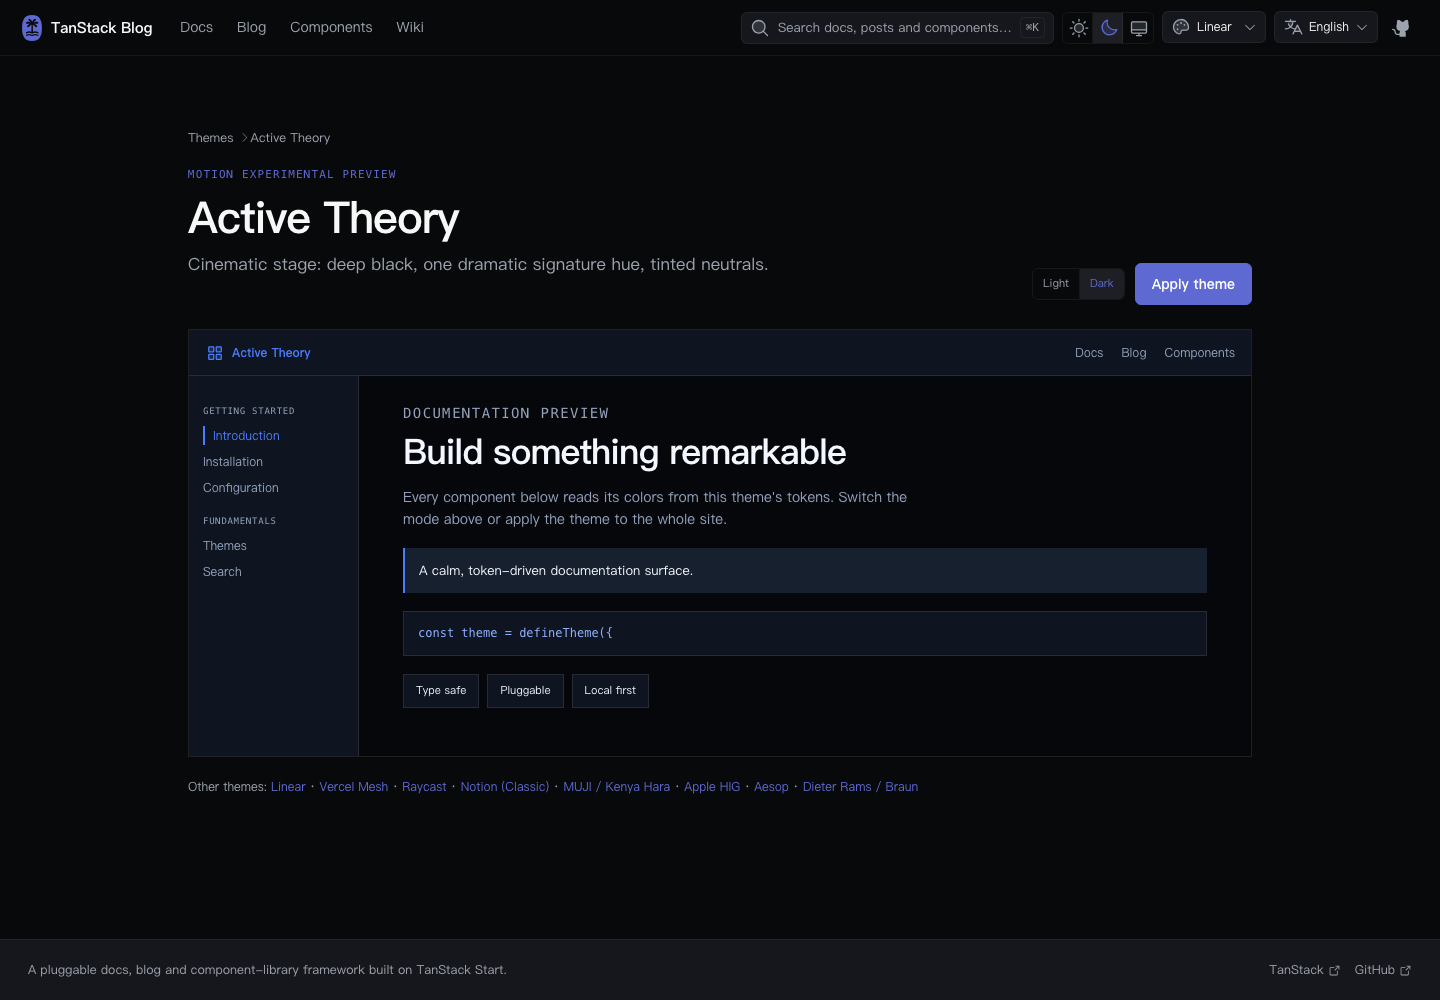 TanStack Blog Docs Blog Components Wiki Search docs, posts and components... ⌘K Linear English
Themes Active Theory
MOTION EXPERIMENTAL PREVIEW
Active Theory
Cinematic stage: deep black, one dramatic signature hue, tinted neutrals.
Light Dark Apply theme
Active Theory Docs Blog Components
GETTING STARTED
Introduction
Installation
Configuration
FUNDAMENTALS
Themes
Search
DOCUMENTATION PREVIEW
Build something remarkable
Every component below reads its colors from this theme's tokens. Switch the
mode above or apply the theme to the whole site.
A calm, token-driven documentation surface.
const theme = defineTheme({
Type safe Pluggable Local first
Other themes: Linear · Vercel Mesh · Raycast · Notion (Classic) · MUJI / Kenya Hara · Apple HIG · Aesop · Dieter Rams / Braun
A pluggable docs, blog and component-library framework built on TanStack Start. TanStack GitHub